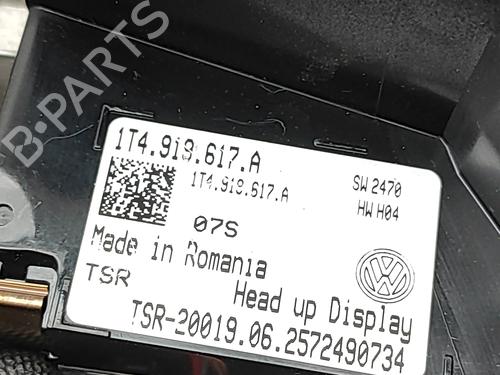 B-PARTS
1T4.919.617.A
1T4.919.617.A
SW 2470
HW H04
07S
Made in Romania
TSR
Head up Display
TSR-20019.06.2572490734